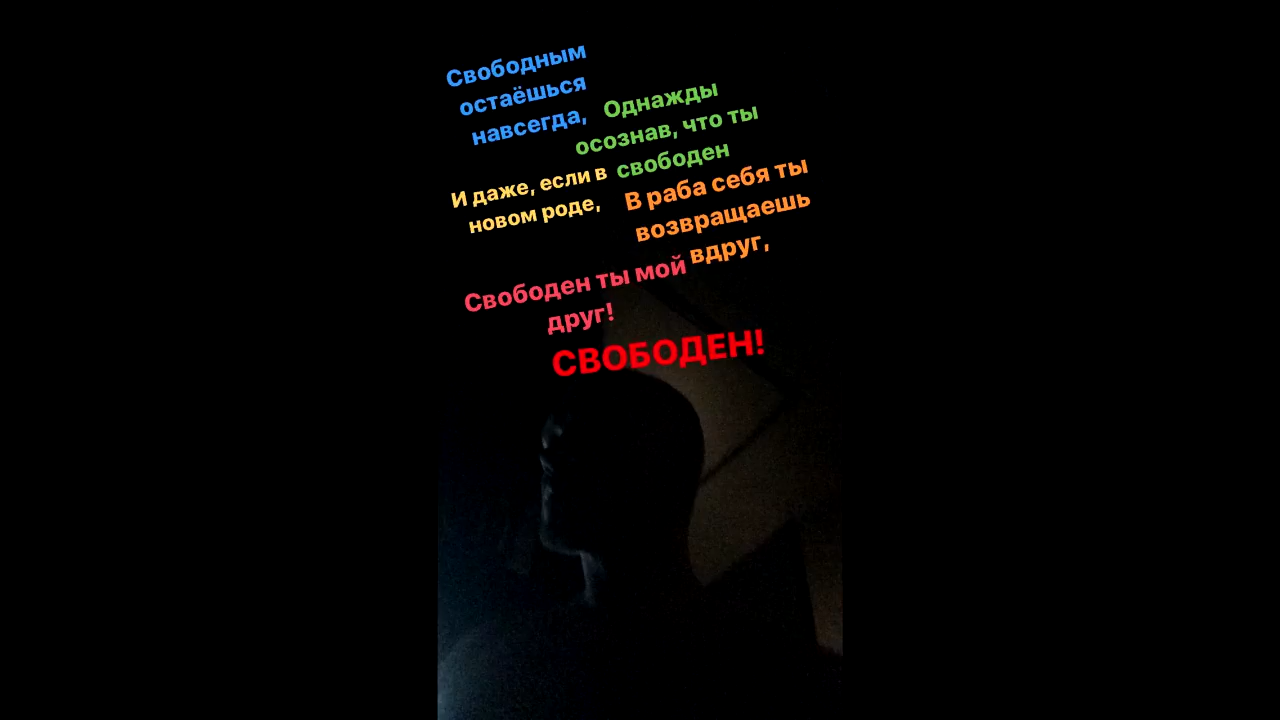 Свободным
остаёшься
навсегда,
Однажды
осознав, что ты
свободен
И даже, если в
новом роде,
В раба себя ты
возвращаешь
вдруг,
Свободен ты мой
друг!
СВОБОДЕН!